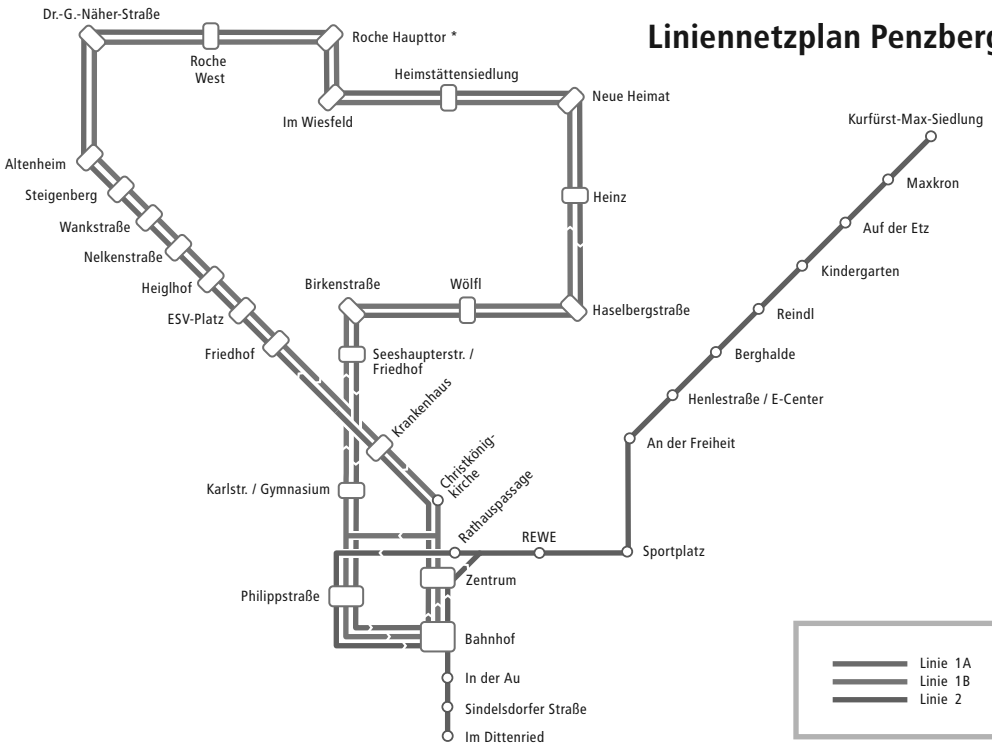 Liniennetzplan Penzberg
Dr.-G.-Näher-Straße
Roche
West
Roche Haupttor *
Heimstättensiedlung
Im Wiesfeld
Neue Heimat
Kurfürst-Max-Siedlung
Altenheim
Steigenberg
Wankstraße
Nelkenstraße
Heiglhof
ESV-Platz
Friedhof
Maxkron
Heinz
Auf der Etz
Kindergarten
Birkenstraße
Wölfl
Haselbergstraße
Reindl
Seeshaupterstr. /
Friedhof
Berghalde
Krankenhaus
Henlestraße / E-Center
Christkönig-
kirche
An der Freiheit
Karlstr. / Gymnasium
Rathauspassage
REWE
Sportplatz
Zentrum
Philippstraße
Bahnhof
In der Au
Sindelsdorfer Straße
Im Dittenried
Linie 1A
Linie 1B
Linie 2